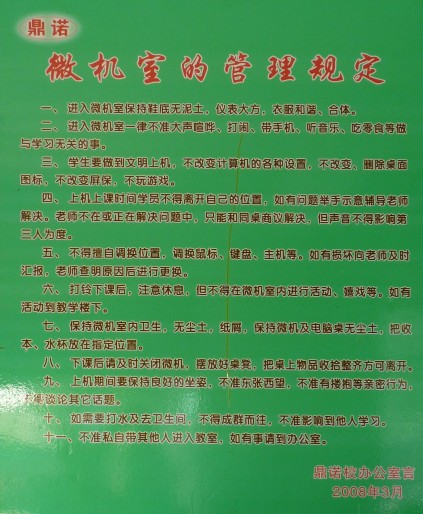 鼎诺
微机室的管理规定
一、进入微机室保持鞋底无泥土，仪表大方，衣服和谐、合体。
二、进入微机室一律不准大声喧哗、打闹、带手机、听音乐、吃零食等做
与学习无关的事。
三、学生要做到文明上机，不改变计算机的各种设置，不改变、删除桌面
图标，不改变屏保，不玩游戏。
四、上机上课时间学员不得离开自己的位置，如有问题举手示意辅导老师
解决。老师不在或正在解决问题中，只能和同桌商议解决，但声音不得影响第
三人为度。
五、不得擅自调换位置，调换鼠标、键盘、主机等。如有损坏向老师及时
汇报，老师查明原因后进行更换。
六、打铃下课后，注意休息，但不得在微机室内进行活动、嬉戏等。如有
活动到教学楼下。
七、保持微机室内卫生，无尘土，纸屑，保持微机及电脑桌无尘土，把收
本、水杯放在指定位置。
八、下课后请及时关闭微机，摆放好桌凳，把桌上物品收拾整齐方可离开。
九、上机期间要保持良好的坐姿，不准东张西望，不准有搂抱等亲密行为，
不准谈论其它话题。
十、如需要打水及去卫生间，不得成群而往，不准影响到他人学习。
十一、不准私自带其他人进入教室，如有事请到办公室。
鼎诺校办公室言
2008年3月